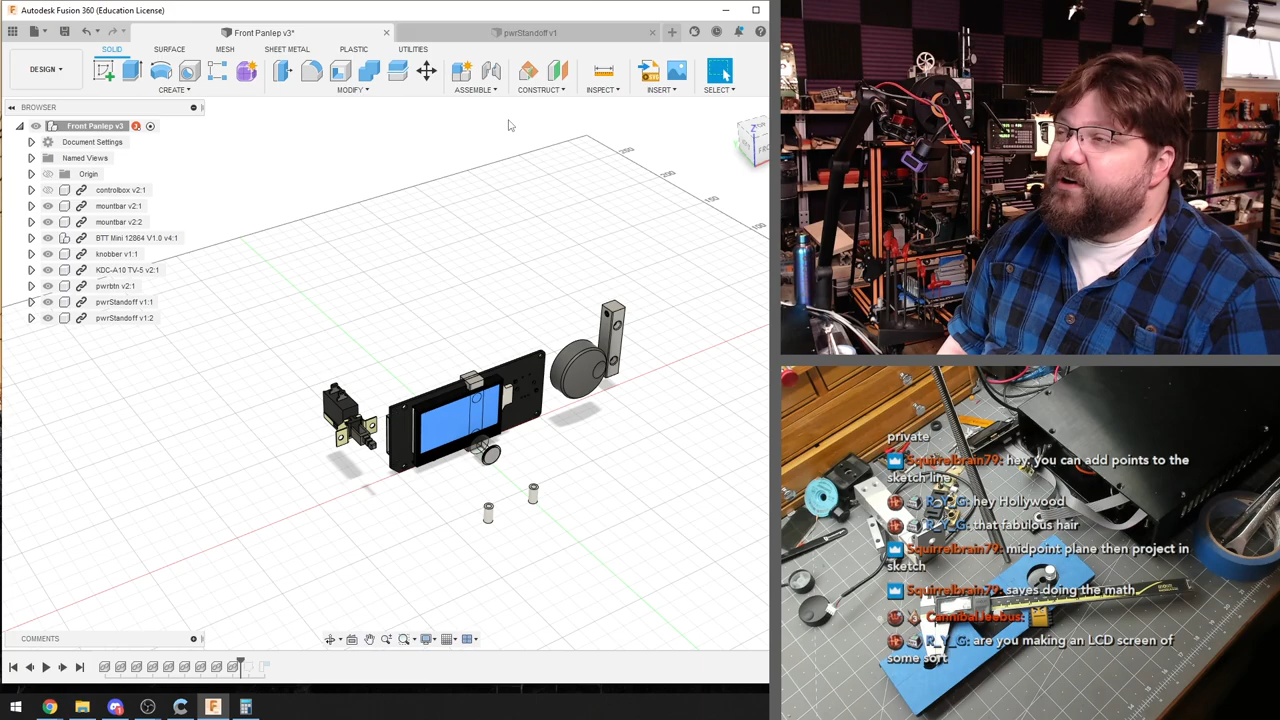 Autodesk Fusion 360 (Education License)
Front Panlep v3*
pwrStandoff v1
SOLID
SURFACE
MESH
SHEET METAL
PLASTIC
UTILITIES
DESIGN
CREATE
MODIFY
ASSEMBLE
CONSTRUCT
INSPECT
INSERT
SELECT
BROWSER
Front Panlep v3
Document Settings
Named Views
Origin
controlbox v2:1
mountbar v2:1
mountbar v2:2
BTT Mini 12864 V1.0 v4:1
knobber v1:1
KDC-A10 TV-5 v2:1
pwrbtn v2:1
pwrStandoff v1:1
pwrStandoff v1:2
Z
COMMENTS
private
Squirrelbrain79: hey: you can add points to the
sketch line
R_Y_G: hey Hollywood
R_Y_G: that fabulous hair
Squirrelbrain79: midpoint plane then project in
sketch
Squirrelbrain79: saves doing the math
CannibalJeebus:
R_Y_G: are you making an LCD screen of
some sort